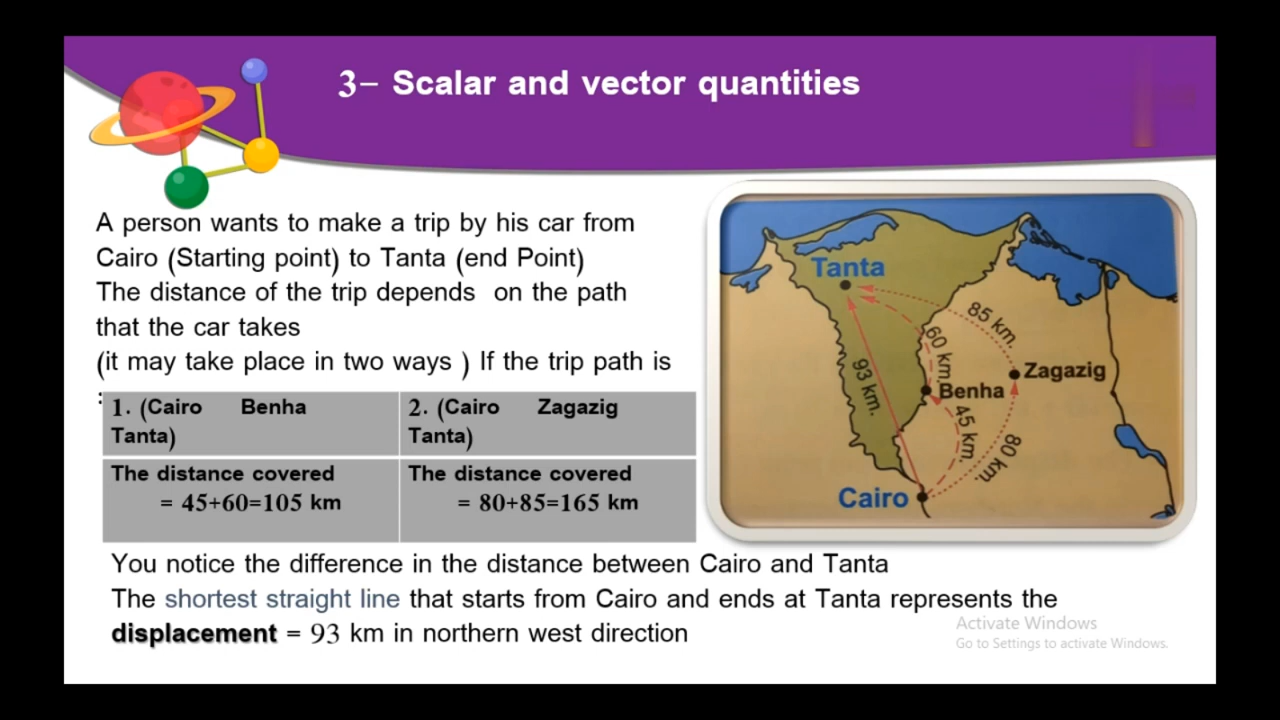 3- Scalar and vector quantities
A person wants to make a trip by his car from
Cairo (Starting point) to Tanta (end Point)
The distance of the trip depends on the path
that the car takes
(it may take place in two ways ) If the trip path is
:
1. (Cairo Benha
Tanta)
2. (Cairo Zagazig
Tanta)
The distance covered
= 45+60=105 km
The distance covered
= 80+85=165 km
Tanta
85 km.
60 km.
93 km.
Zagazig
Benha
45 km.
80 km.
Cairo
You notice the difference in the distance between Cairo and Tanta
The shortest straight line that starts from Cairo and ends at Tanta represents the
displacement = 93 km in northern west direction
Activate Windows
Go to Settings to activate Windows.